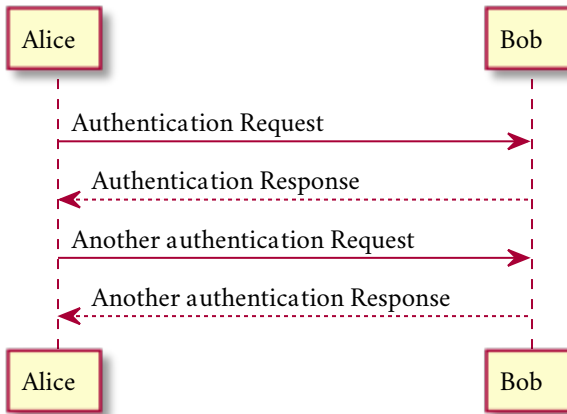 Alice
Bob
Authentication Request
Authentication Response
Another authentication Request
Another authentication Response
Alice
Bob